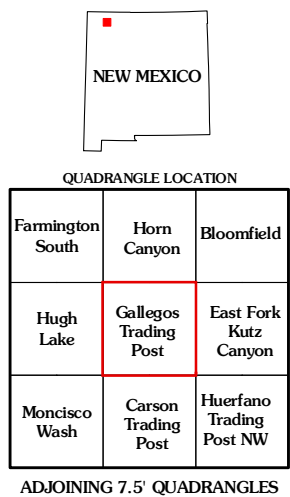 NEW MEXICO
QUADRANGLE LOCATION
Farmington
South
Horn
Canyon
Bloomfield
Hugh
Lake
Gallegos
Trading
Post
East Fork
Kutz
Canyon
Moncisco
Wash
Carson
Trading
Post
Huerfano
Trading
Post NW
ADJOINING 7.5' QUADRANGLES